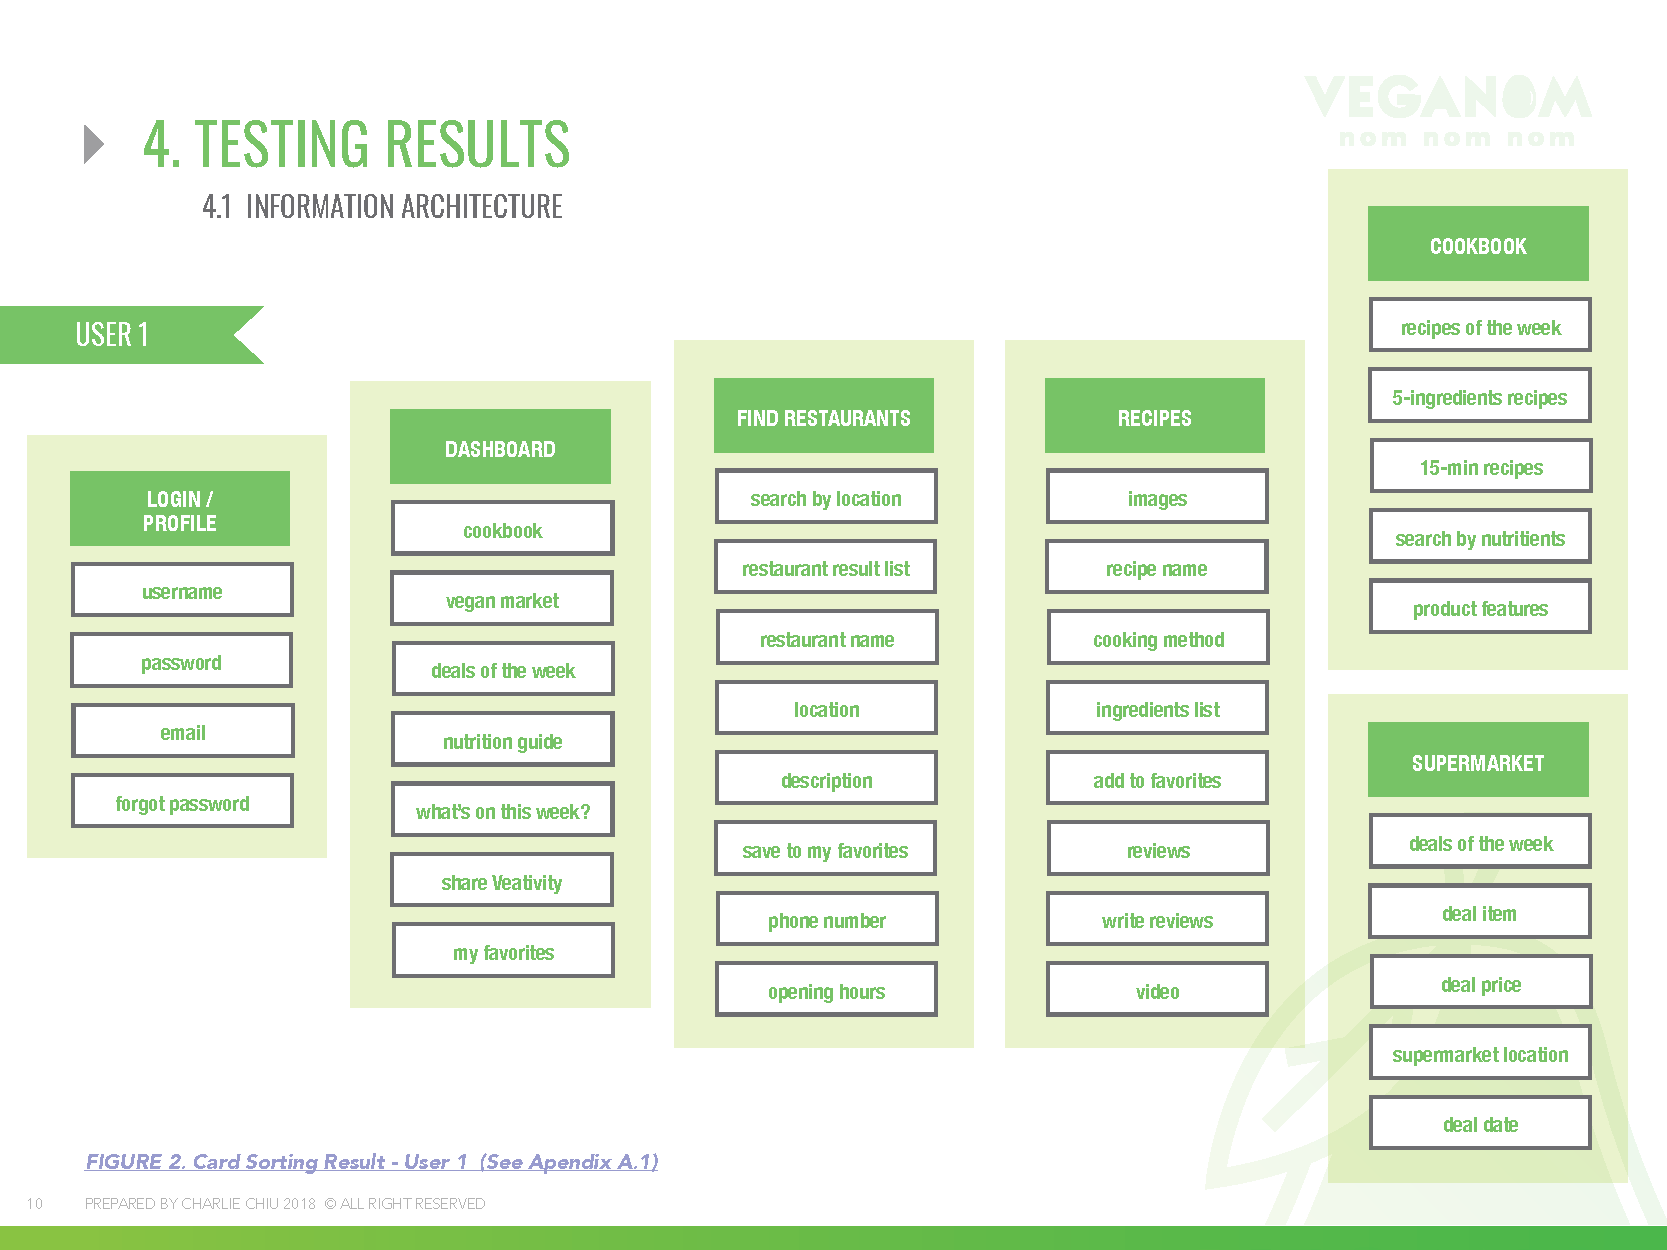 VEGANOM
nom nom nom
4. TESTING RESULTS
4.1 INFORMATION ARCHITECTURE
USER 1
LOGIN /
PROFILE
username
password
email
forgot password
DASHBOARD
cookbook
vegan market
deals of the week
nutrition guide
what's on this week?
share Veativity
my favorites
FIND RESTAURANTS
search by location
restaurant result list
restaurant name
location
description
save to my favorites
phone number
opening hours
RECIPES
images
recipe name
cooking method
ingredients list
add to favorites
reviews
write reviews
video
COOKBOOK
recipes of the week
5-ingredients recipes
15-min recipes
search by nutritients
product features
SUPERMARKET
deals of the week
deal item
deal price
supermarket location
deal date
FIGURE 2. Card Sorting Result - User 1 (See Apendix A.1)
10 PREPARED BY CHARLIE CHIU 2018 © ALL RIGHT RESERVED